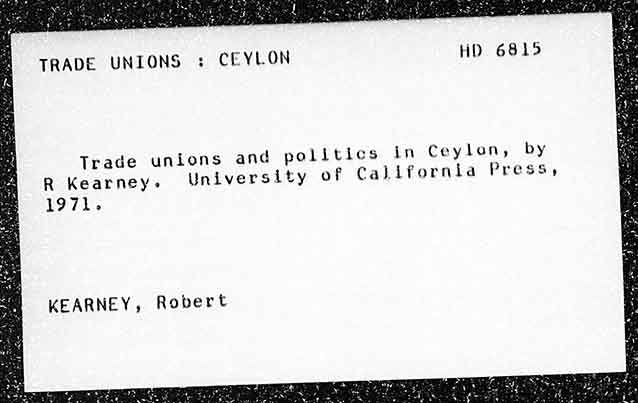 TRADE UNIONS : CEYLON HD 6815
Trade unions and politics in Ceylon, by
R Kearney. University of California Press,
1971.
KEARNEY, Robert